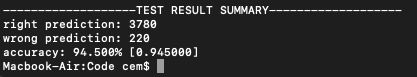 --------------------TEST RESULT SUMMARY--------------------
right prediction: 3780
wrong prediction: 220
accuracy: 94.500% [0.945000]
Macbook-Air:Code cem$